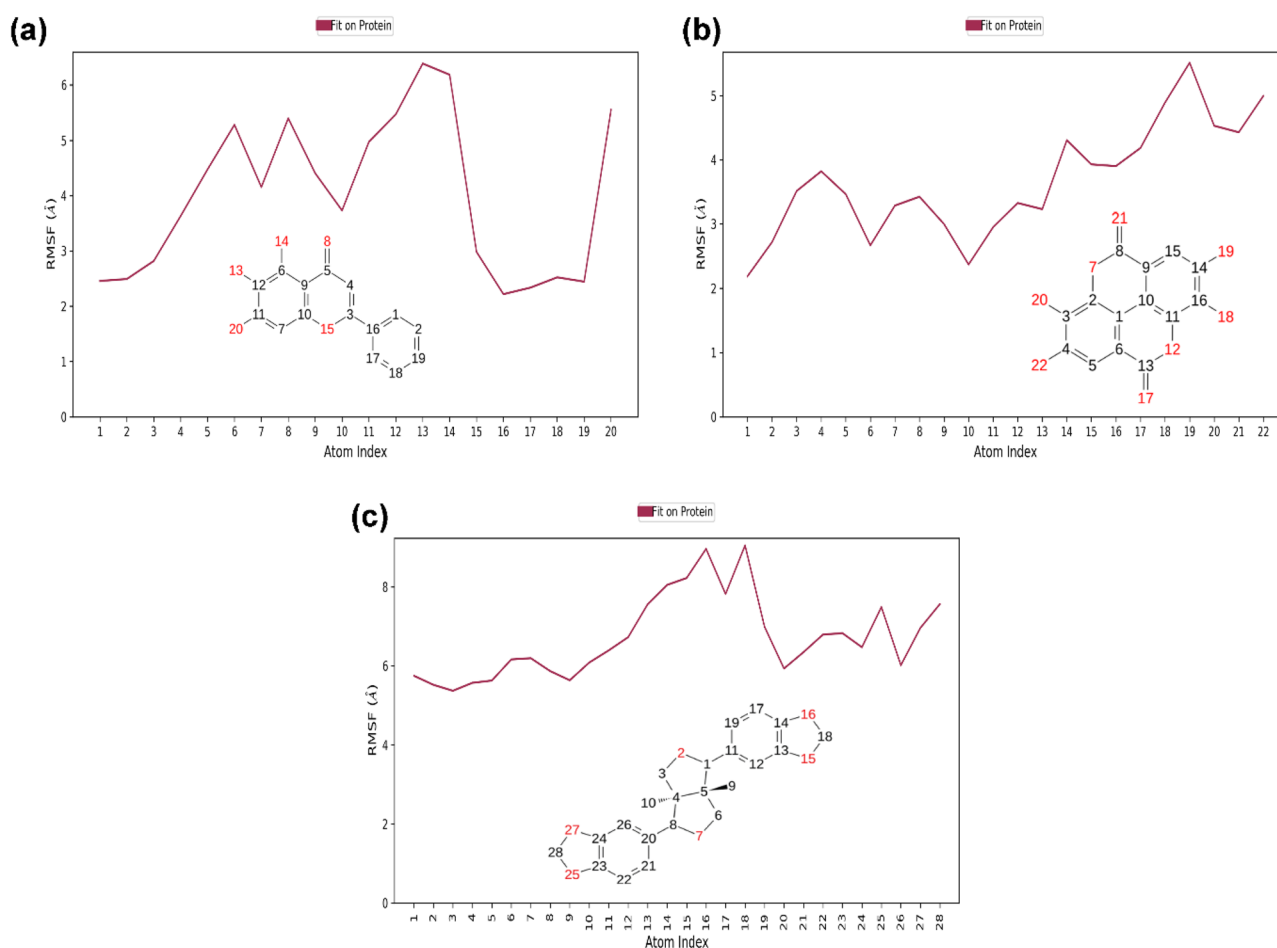 (a)
Fit on Protein
RMSF (Å)
6
5
4
3
2
1
0
14 8
13 6
12 9 4
20 11 10 3 1
7 15 16 2
17 19
18
1 2 3 4 5 6 7 8 9 10 11 12 13 14 15 16 17 18 19 20
Atom Index
(b)
Fit on Protein
RMSF (Å)
5
4
3
2
1
0
21
8 15 19
7 9 14
20 2 10 16
3 1 11 18
4 6 12
22 5 13
17
1 2 3 4 5 6 7 8 9 10 11 12 13 14 15 16 17 18 19 20 21 22
Atom Index
(c)
Fit on Protein
RMSF (Å)
8
6
4
2
0
17 16
19 14 18
2 11 13
1 12 15
3
4 5 9
10 6
27 26 8 7
24 20
28 23 21
25 22
1 2 3 4 5 6 7 8 9 10 11 12 13 14 15 16 17 18 19 20 21 22 23 24 25 26 27 28
Atom Index